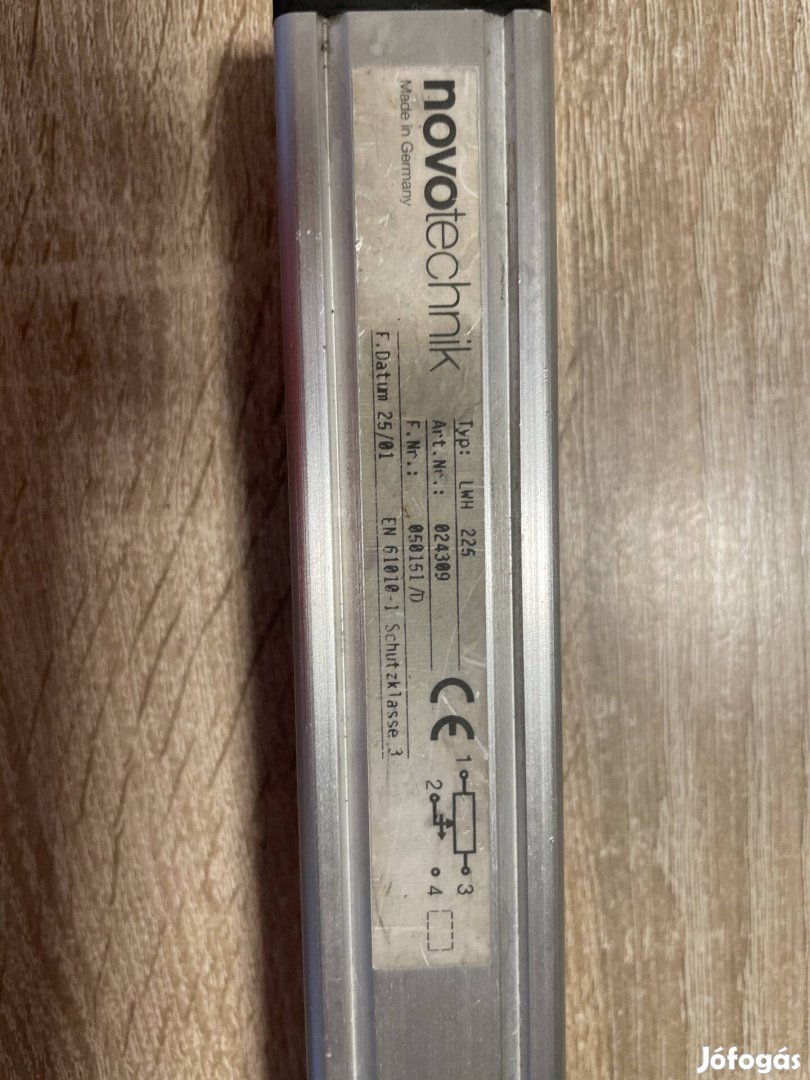 novotechnik
Made in Germany
Typ: LWH 225
Art.Nr.: 024309
F.Nr.: 050151/D
F.Datum 25/01 EN 61010-1 Schutzklasse 3
CE
1
3
2
4
Jófogás